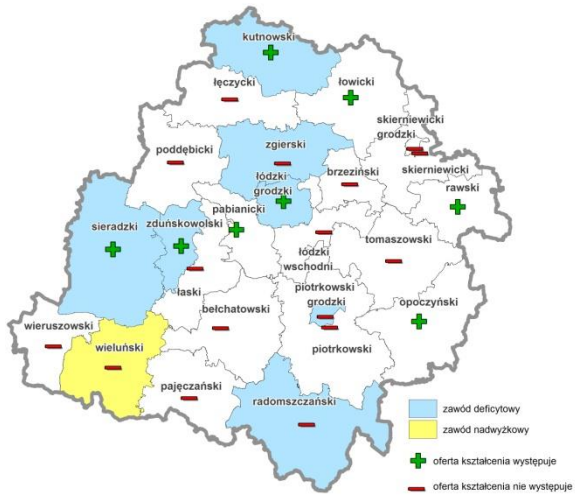 kutnowski
łęczycki
łowicki
skierniewicki
grodzki
zgierski
poddębicki
łódzki
grodzki
brzeziński
skierniewicki
rawski
pabianicki
zduńskowolski
sieradzki
łódzki
wschodni
tomaszowski
łaski
piotrkowski
grodzki
opoczyński
bełchatowski
wieruszowski
wieluński
piotrkowski
pajęczański
radomszczański
zawód deficytowy
zawód nadwyżkowy
oferta kształcenia występuje
oferta kształcenia nie występuje